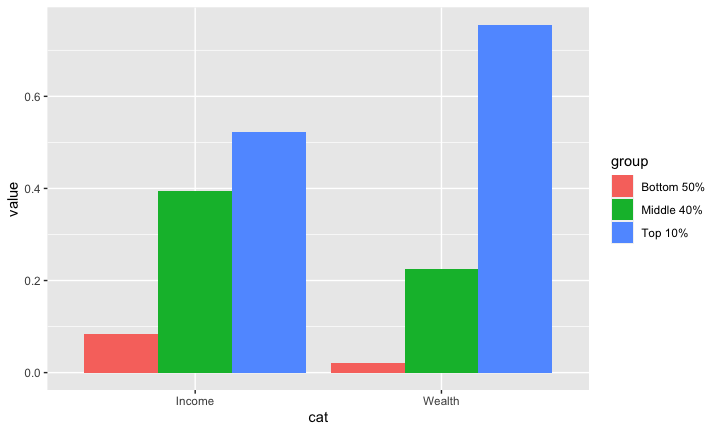 value
0.6
0.4
0.2
0.0
Income
Wealth
cat
group
Bottom 50%
Middle 40%
Top 10%